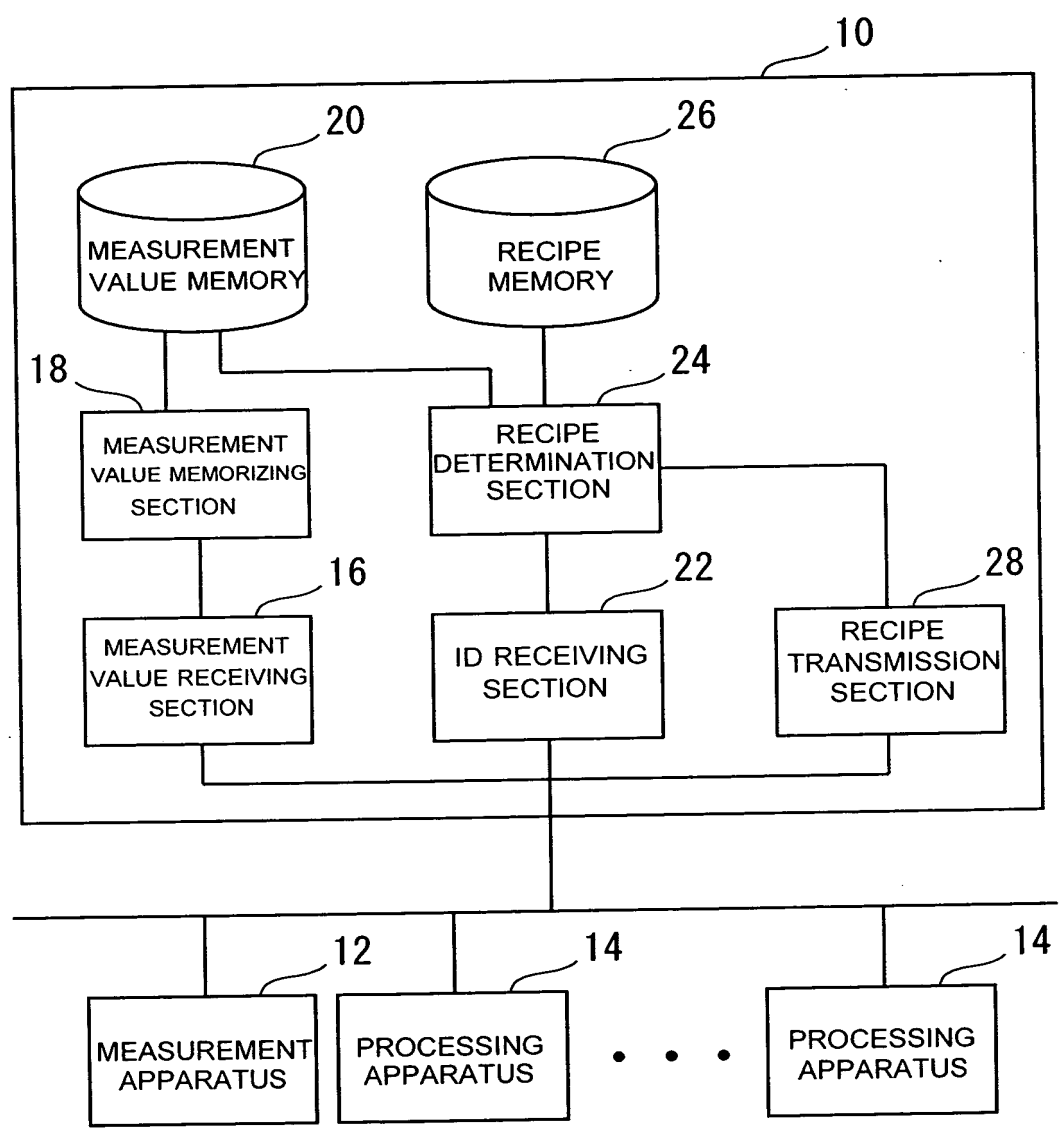 10
20
26
MEASUREMENT
VALUE MEMORY
RECIPE
MEMORY
18
24
MEASUREMENT
VALUE MEMORIZING
SECTION
RECIPE
DETERMINATION
SECTION
16
22
28
MEASUREMENT
VALUE RECEIVING
SECTION
ID RECEIVING
SECTION
RECIPE
TRANSMISSION
SECTION
12
14
14
MEASUREMENT
APPARATUS
PROCESSING
APPARATUS
• • •
PROCESSING
APPARATUS